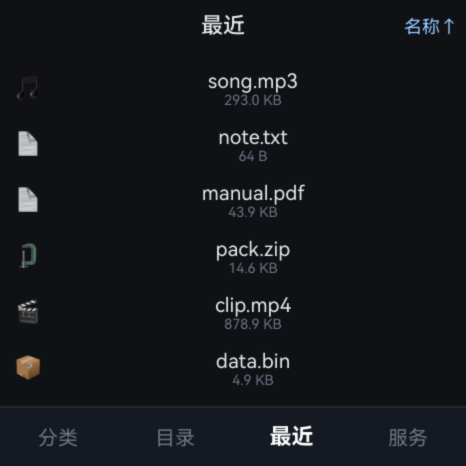 最近
名称↑
song.mp3
293.0 KB
note.txt
64 B
manual.pdf
43.9 KB
pack.zip
14.6 KB
clip.mp4
878.9 KB
data.bin
4.9 KB
分类 目录 最近 服务